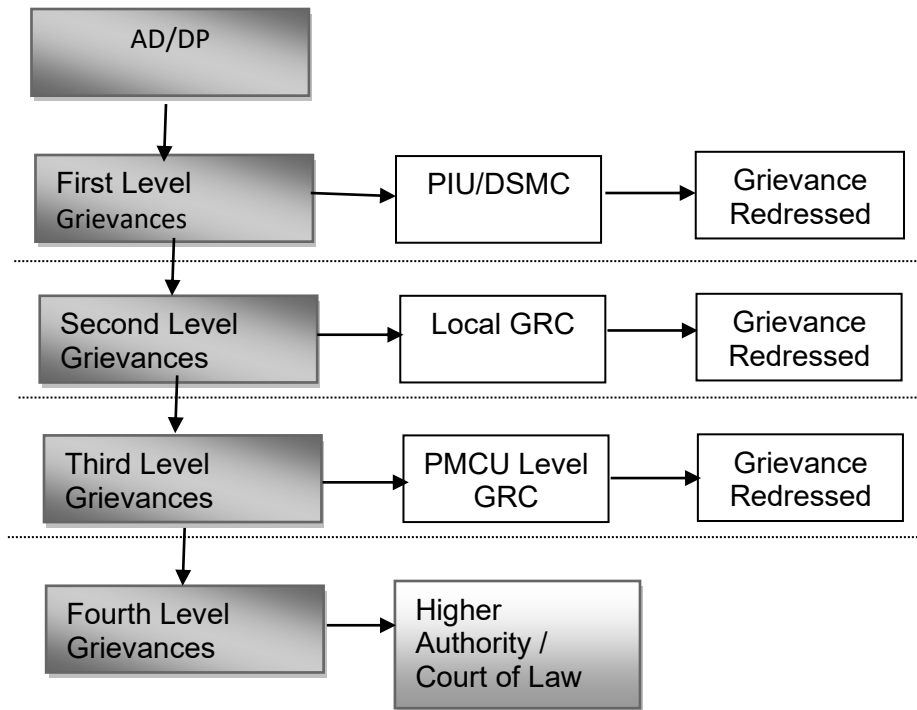 AD/DP
First Level
Grievances
PIU/DSMC
Grievance
Redressed
Second Level
Grievances
Local GRC
Grievance
Redressed
Third Level
Grievances
PMCU Level
GRC
Grievance
Redressed
Fourth Level
Grievances
Higher
Authority /
Court of Law